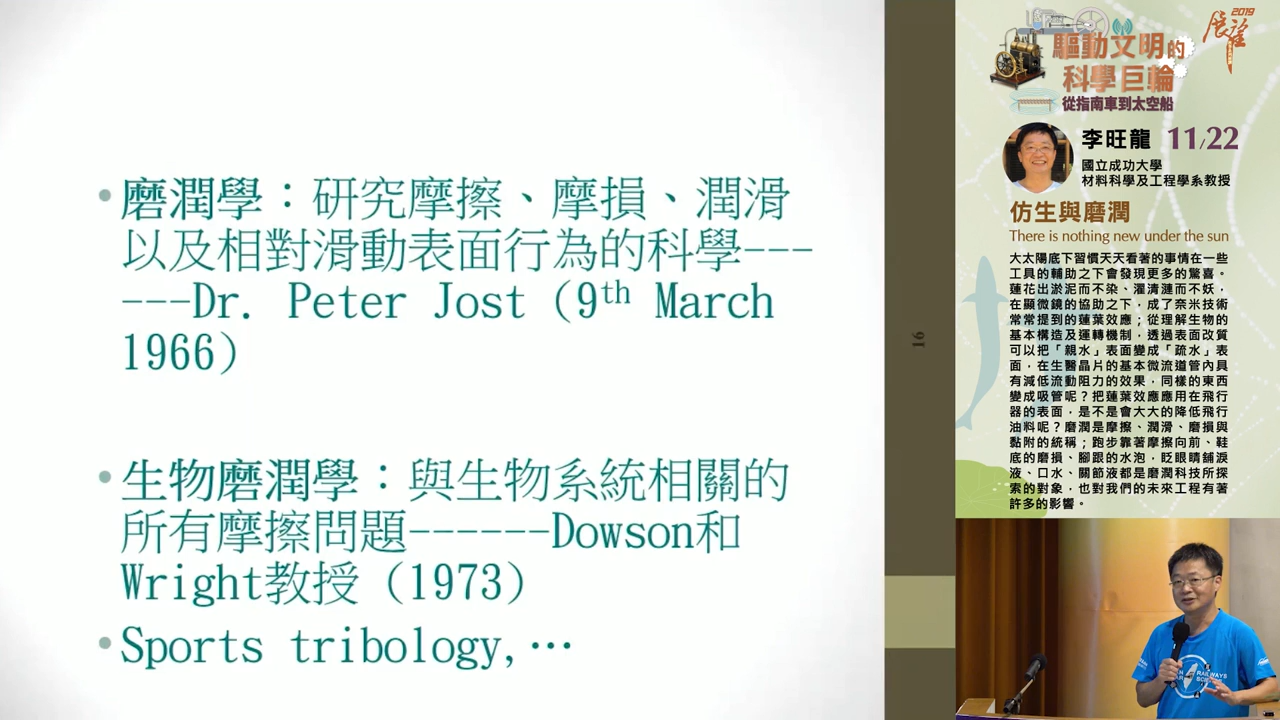 • 磨潤學：研究摩擦、摩損、潤滑
以及相對滑動表面行為的科學---
---Dr. Peter Jost (9th March
1966)
• 生物磨潤學：與生物系統相關的
所有摩擦問題------Dowson和
Wright教授 (1973)
• Sports tribology,…
16
2019
展望
驅動文明的
科學巨輪
從指南車到太空船
李旺龍 11/22
國立成功大學
材料科學及工程學系教授
仿生與磨潤
There is nothing new under the sun
大太陽底下習慣天天看著的事情在一些
工具的輔助之下會發現更多的驚喜。
蓮花出淤泥而不染、濯清漣而不妖，
在顯微鏡的協助之下，成了奈米技術
常常提到的蓮葉效應；從理解生物的
基本構造及運轉機制，透過表面改質
可以把「親水」表面變成「疏水」表
面，在生醫晶片的基本微流道管內具
有減低流動阻力的效果，同樣的東西
變成吸管呢？把蓮葉效應應用在飛行
器的表面，是不是會大大的降低飛行
油料呢？磨潤是摩擦、潤滑、磨損與
黏附的統稱；跑步靠著摩擦向前、鞋
底的磨損、腳跟的水泡，眨眼睛鋪淚
液、口水、關節液都是磨潤科技所探
索的對象，也對我們的未來工程有著
許多的影響。